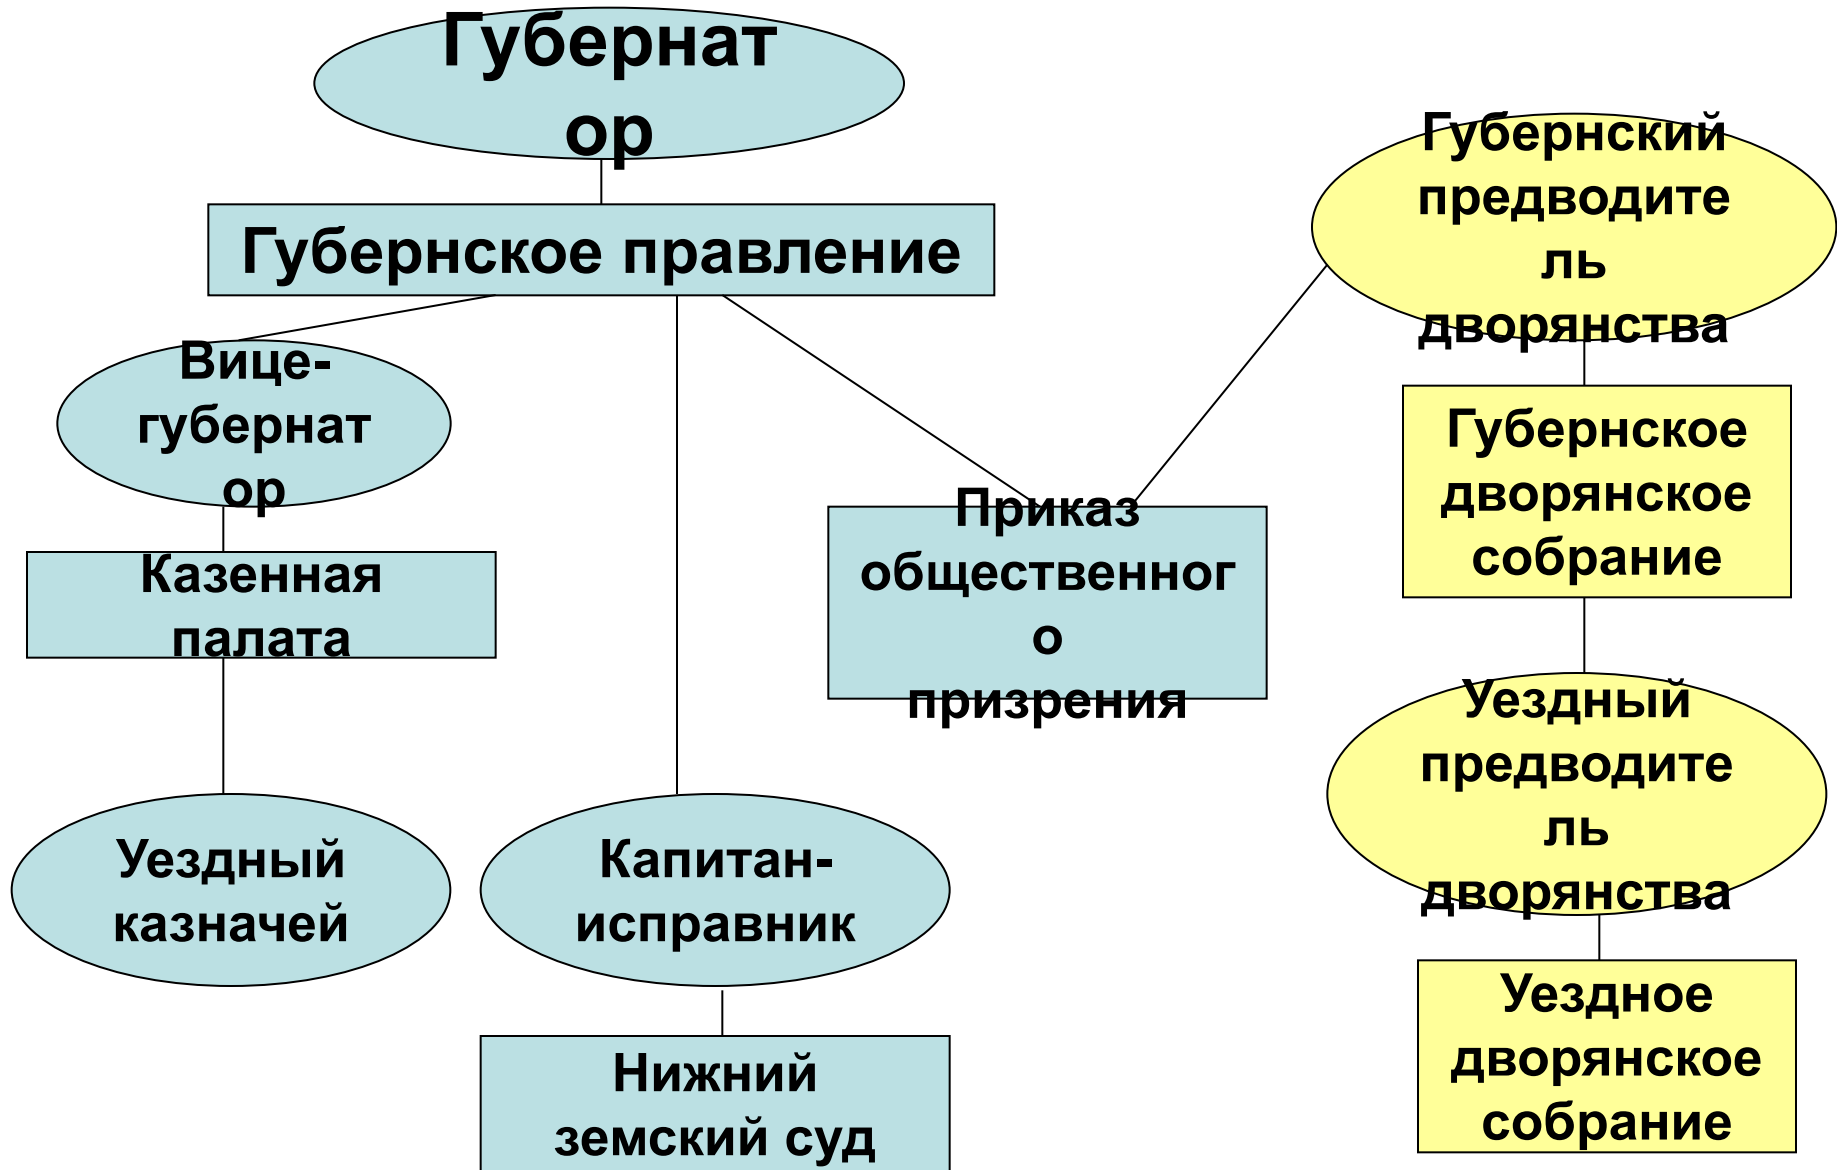 Губернат
ор
Губернское правление
Вице-
губернат
ор
Казенная
палата
Уездный
казначей
Капитан-
исправник
Нижний
земский суд
Приказ
общественног
о
призрения
Губернский
предводите
ль
дворянства
Губернское
дворянское
собрание
Уездный
предводите
ль
дворянства
Уездное
дворянское
собрание